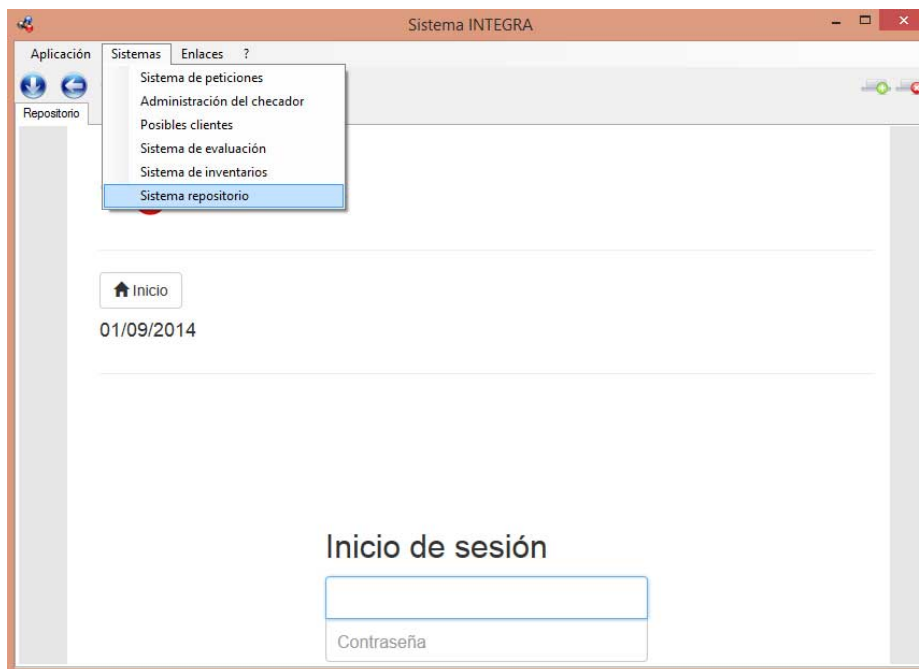 Sistema INTEGRA
Aplicación Sistemas Enlaces ?
Sistema de peticiones
Administración del checador
Posibles clientes
Sistema de evaluación
Sistema de inventarios
Sistema repositorio
Repositorio
Inicio
01/09/2014
Inicio de sesión
Contraseña